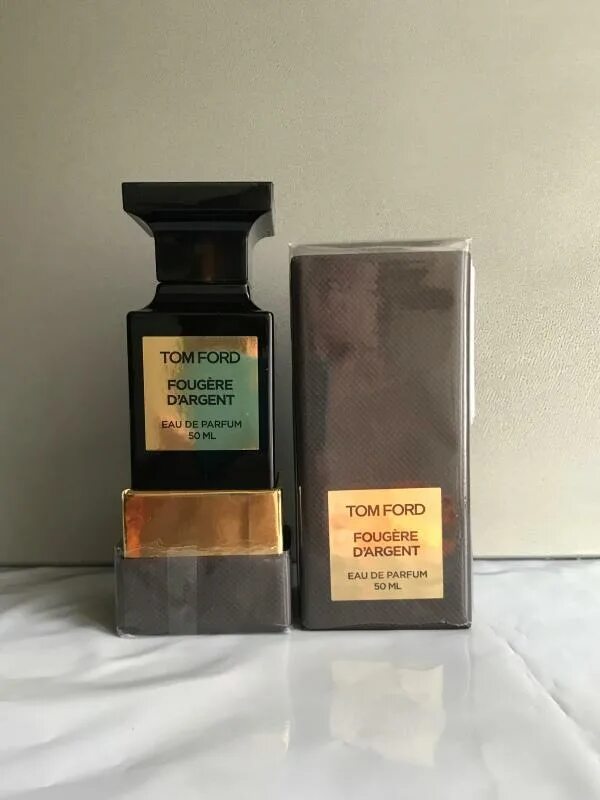 TOM FORD
FOUGÈRE
D'ARGENT
EAU DE PARFUM
50 ML
TOM FORD
FOUGÈRE
D'ARGENT
EAU DE PARFUM
50 ML